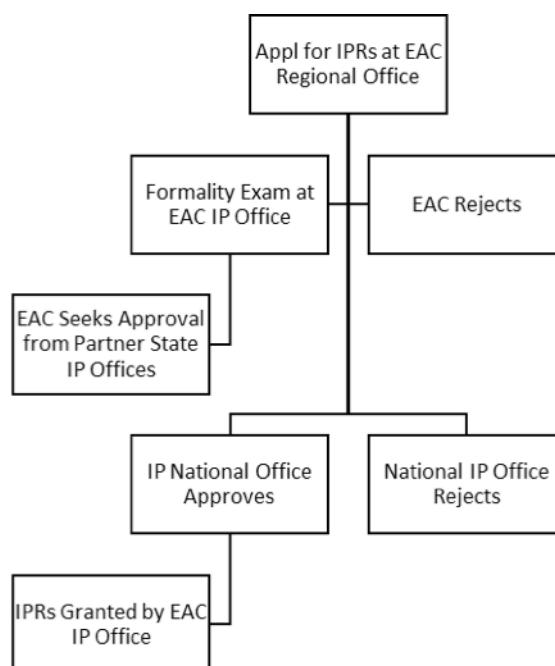 Appl for IPRs at EAC
Regional Office
Formality Exam at
EAC IP Office
EAC Rejects
EAC Seeks Approval
from Partner State
IP Offices
IP National Office
Approves
National IP Office
Rejects
IPRs Granted by EAC
IP Office